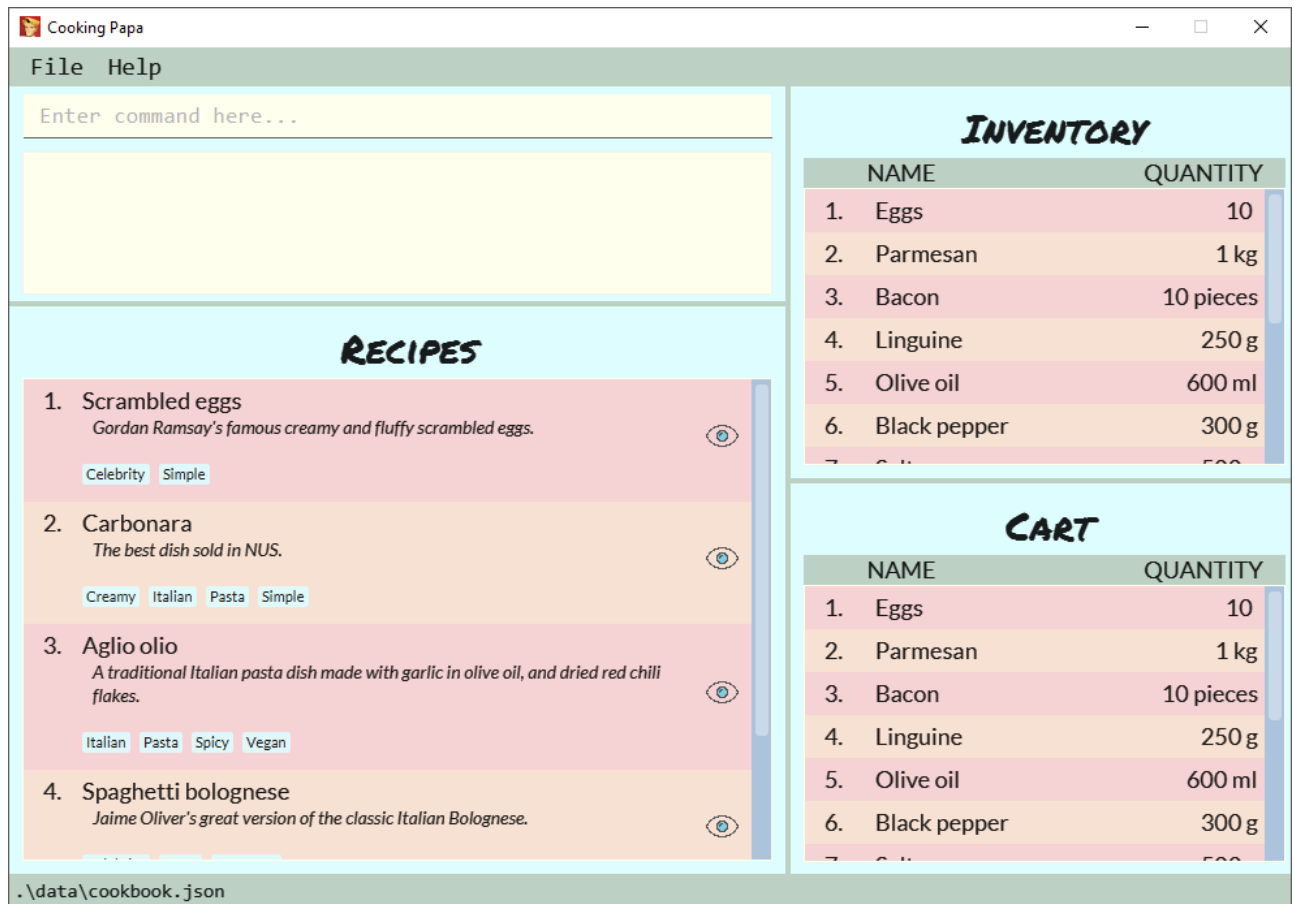 Cooking Papa
File Help
Enter command here...
RECIPES
1. Scrambled eggs
Gordan Ramsay's famous creamy and fluffy scrambled eggs.
Celebrity Simple
2. Carbonara
The best dish sold in NUS.
Creamy Italian Pasta Simple
3. Aglio olio
A traditional Italian pasta dish made with garlic in olive oil, and dried red chili
flakes.
Italian Pasta Spicy Vegan
4. Spaghetti bolognese
Jaime Oliver's great version of the classic Italian Bolognese.
INVENTORY
NAME QUANTITY
1. Eggs 10
2. Parmesan 1 kg
3. Bacon 10 pieces
4. Linguine 250 g
5. Olive oil 600 ml
6. Black pepper 300 g
CART
NAME QUANTITY
1. Eggs 10
2. Parmesan 1 kg
3. Bacon 10 pieces
4. Linguine 250 g
5. Olive oil 600 ml
6. Black pepper 300 g
.\data\cookbook.json